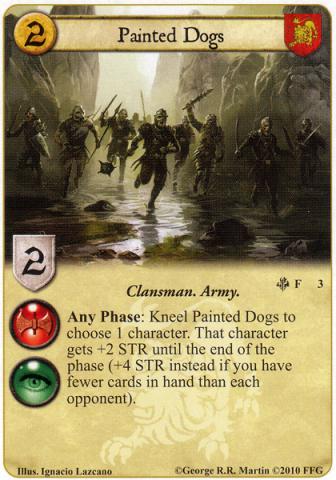 2
Painted Dogs
2
Clansman. Army.
F 3
Any Phase: Kneel Painted Dogs to
choose 1 character. That character
gets +2 STR until the end of the
phase (+4 STR instead if you have
fewer cards in hand than each
opponent).
Illus. Ignacio Lazcano
©George R.R. Martin ©2010 FFG